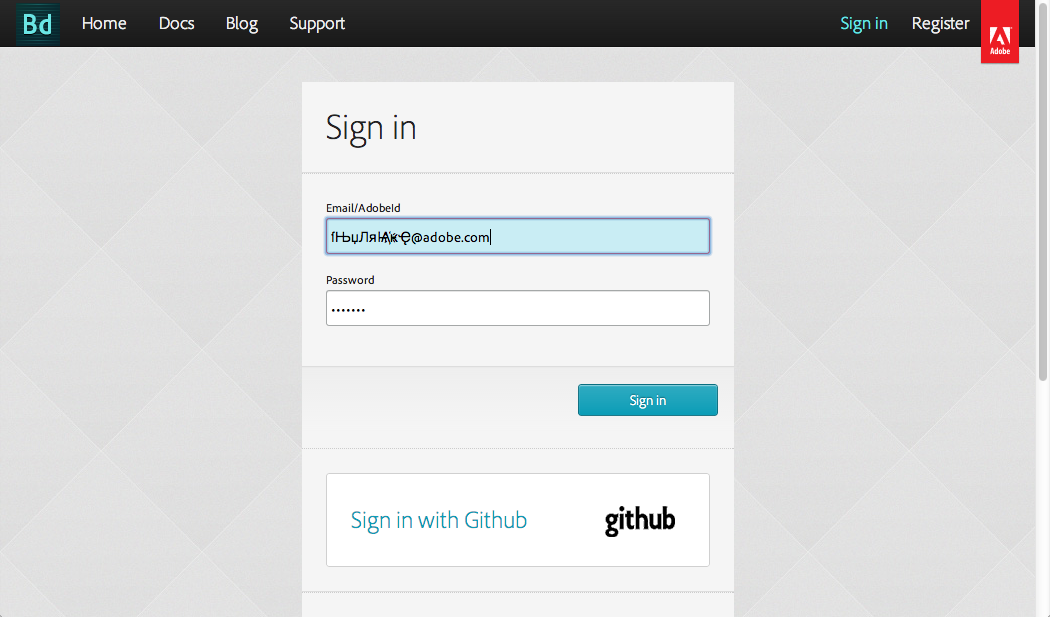 Bd Home Docs Blog Support Sign in Register
Adobe
Sign in
Email/AdobeId
@adobe.com
Password
Sign in
Sign in with Github github